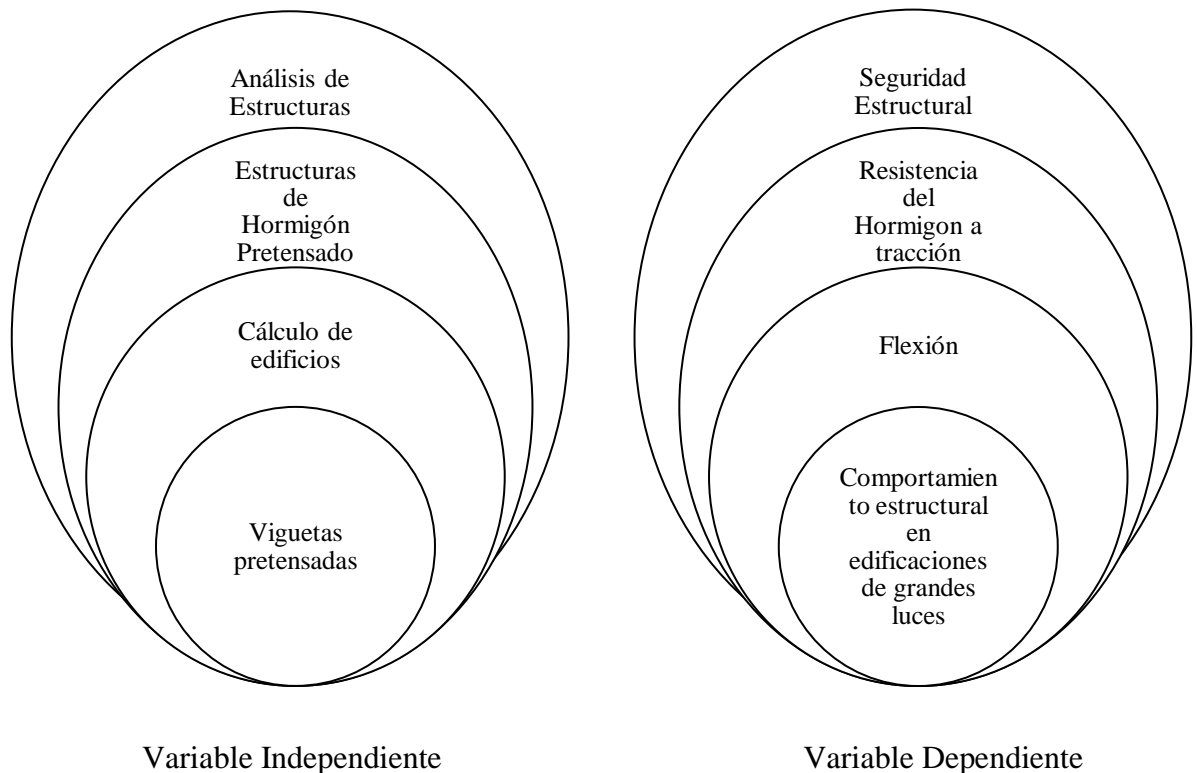 Análisis de
Estructuras
Estructuras
de
Hormigón
Pretensado
Cálculo de
edificios
Viguetas
pretensadas
Variable Independiente
Seguridad
Estructural
Resistencia
del
Hormigon a
tracción
Flexión
Comportamien
to estructural
en
edificaciones
de grandes
luces
Variable Dependiente